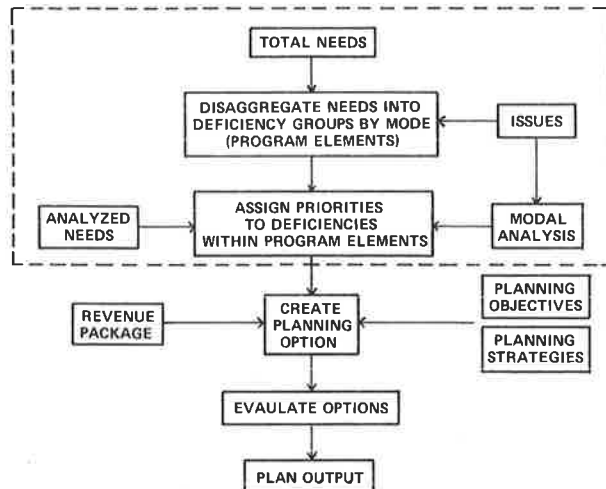 TOTAL NEEDS
DISAGGREGATE NEEDS INTO
DEFICIENCY GROUPS BY MODE
(PROGRAM ELEMENTS)
ISSUES
ANALYZED
NEEDS
ASSIGN PRIORITIES
TO DEFICIENCIES
WITHIN PROGRAM ELEMENTS
MODAL
ANALYSIS
REVENUE
PACKAGE
CREATE
PLANNING
OPTION
PLANNING
OBJECTIVES
PLANNING
STRATEGIES
EVAULATE OPTIONS
PLAN OUTPUT